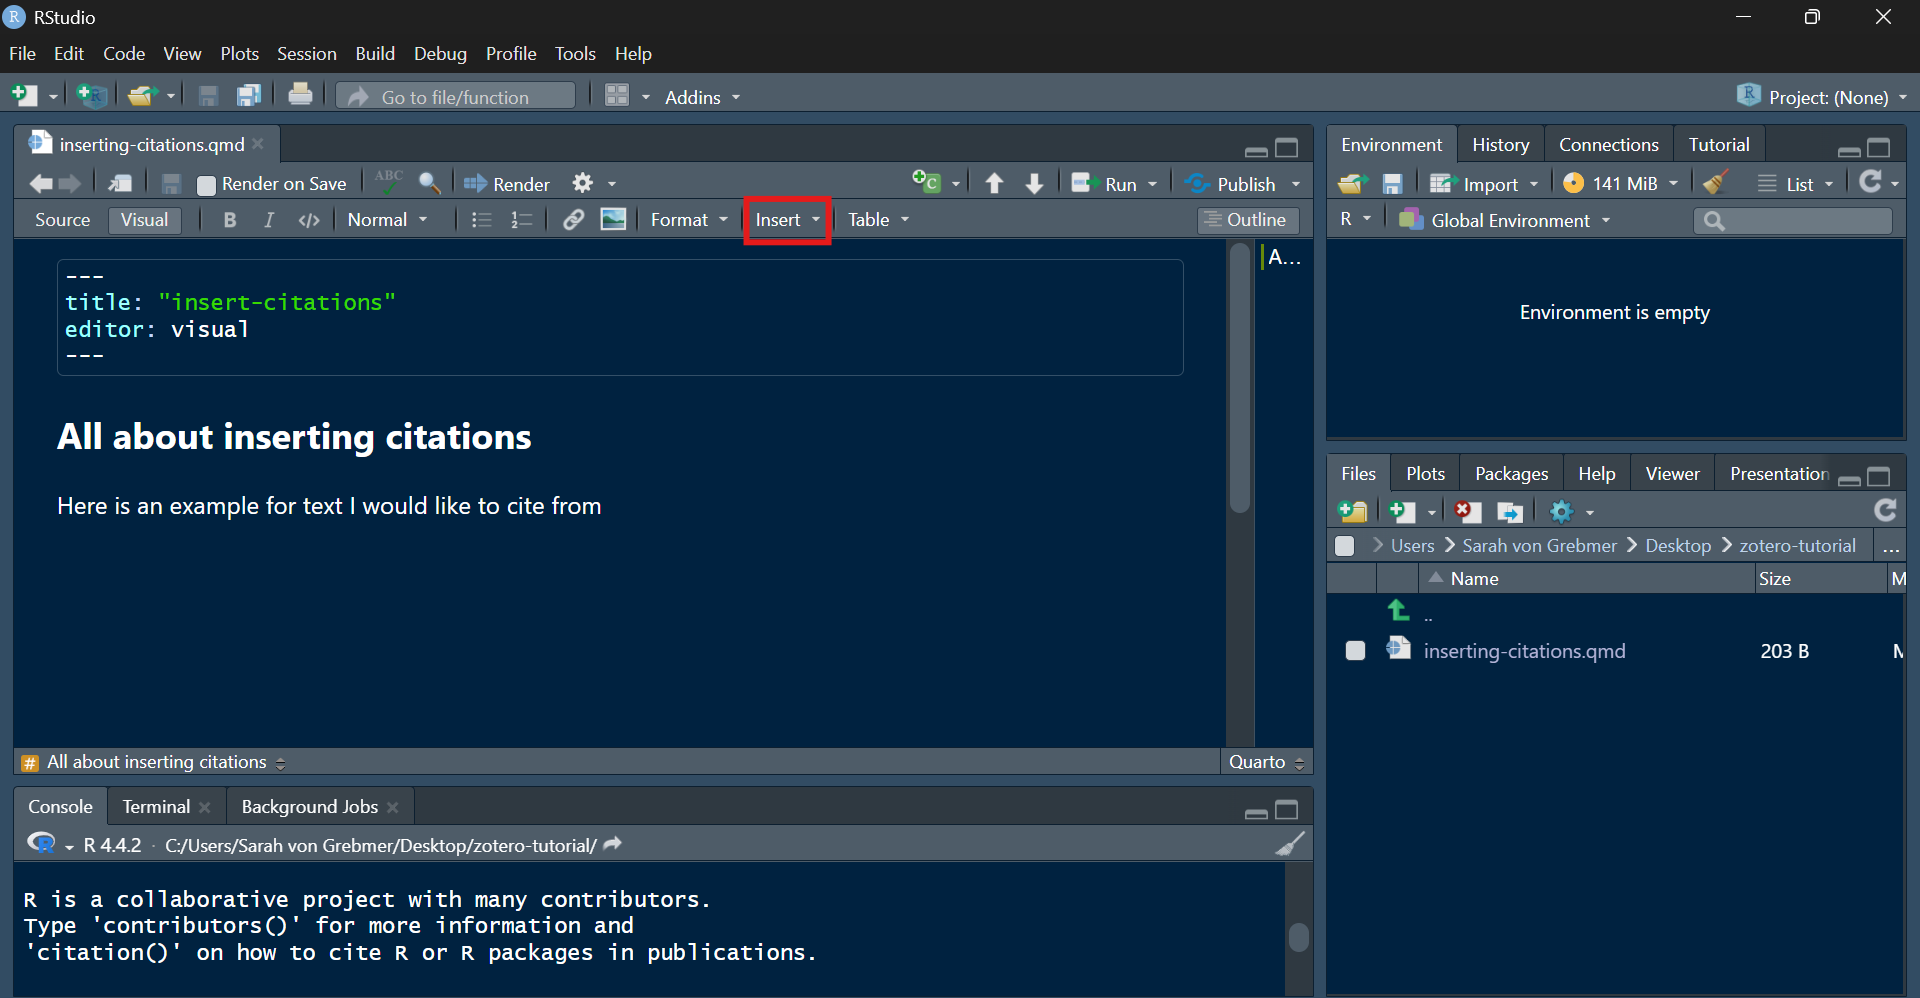 RStudio
File Edit Code View Plots Session Build Debug Profile Tools Help
Go to file/function Addins Project: (None)
inserting-citations.qmd
Render on Save ABC Render C Run Publish
Source Visual B I </> Normal Format Insert Table Outline
---
title: "insert-citations"
editor: visual
---
All about inserting citations
Here is an example for text I would like to cite from
A...
# All about inserting citations Quarto
Console Terminal Background Jobs
R 4.4.2 · C:/Users/Sarah von Grebmer/Desktop/zotero-tutorial/
R is a collaborative project with many contributors.
Type 'contributors()' for more information and
'citation()' on how to cite R or R packages in publications.
Environment History Connections Tutorial
Import 141 MiB List
R Global Environment
Environment is empty
Files Plots Packages Help Viewer Presentation
Users Sarah von Grebmer Desktop zotero-tutorial ...
Name Size M
..
inserting-citations.qmd 203 B